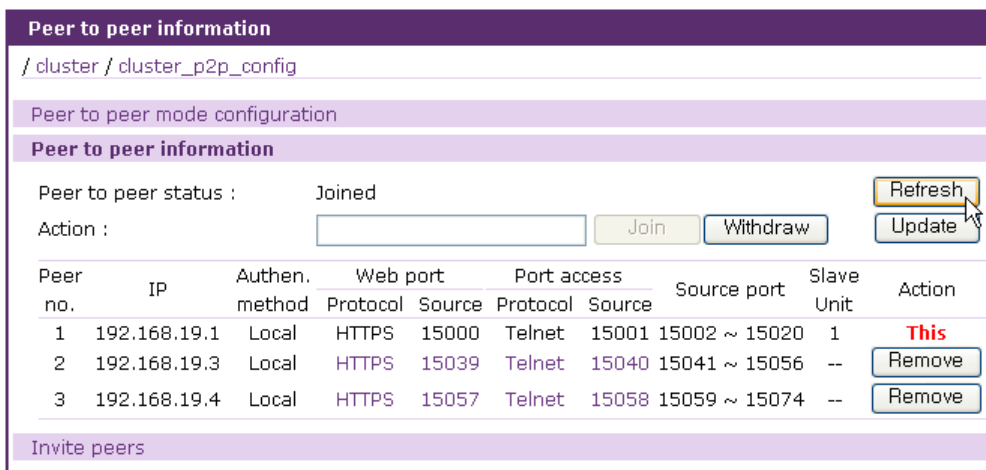 Peer to peer information
/ cluster / cluster_p2p_config
Peer to peer mode configuration
Peer to peer information
Peer to peer status : Joined Refresh
Action : Join Withdraw Update
Peer no. IP Authen. method Web port Protocol Source Port access Protocol Source Source port Slave Unit Action
1 192.168.19.1 Local HTTPS 15000 Telnet 15001 15002 ~ 15020 1 This
2 192.168.19.3 Local HTTPS 15039 Telnet 15040 15041 ~ 15056 -- Remove
3 192.168.19.4 Local HTTPS 15057 Telnet 15058 15059 ~ 15074 -- Remove
Invite peers